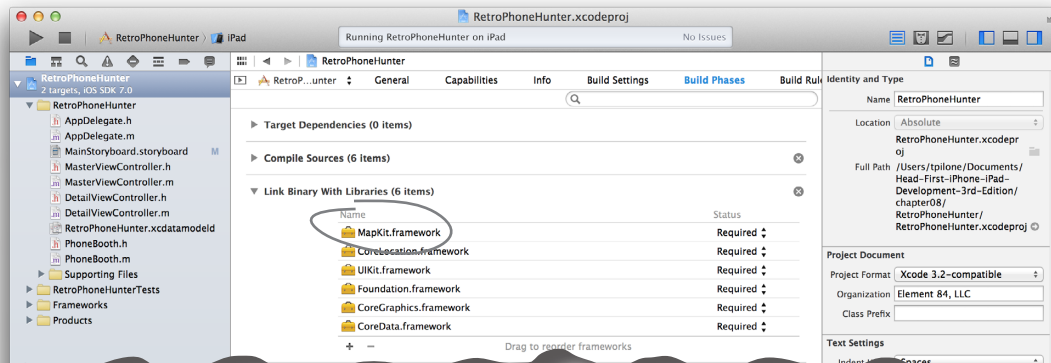 RetroPhoneHunter.xcodeproj
RetroPhoneHunter iPad
Running RetroPhoneHunter on iPad No Issues
RetroPhoneHunter
2 targets, iOS SDK 7.0
RetroPhoneHunter
AppDelegate.h
AppDelegate.m
MainStoryboard.storyboard M
MasterViewController.h
MasterViewController.m
DetailViewController.h
DetailViewController.m
RetroPhoneHunter.xcdatamodeld
PhoneBooth.h
PhoneBooth.m
Supporting Files
RetroPhoneHunterTests
Frameworks
Products
RetroPhoneHunter
RetroP...unter General Capabilities Info Build Settings Build Phases Build Rul
Target Dependencies (0 items)
Compile Sources (6 items)
Link Binary With Libraries (6 items)
Name Status
MapKit.framework Required
CoreLocation.framework Required
UIKit.framework Required
Foundation.framework Required
CoreGraphics.framework Required
CoreData.framework Required
+ − Drag to reorder frameworks
Identity and Type
Name RetroPhoneHunter
Location Absolute
RetroPhoneHunter.xcodepr
oj
Full Path /Users/tpilone/Documents/
Head-First-iPhone-iPad-
Development-3rd-Edition/
chapter08/
RetroPhoneHunter/
RetroPhoneHunter.xcodeproj
Project Document
Project Format Xcode 3.2-compatible
Organization Element 84, LLC
Class Prefix
Text Settings
Spaces